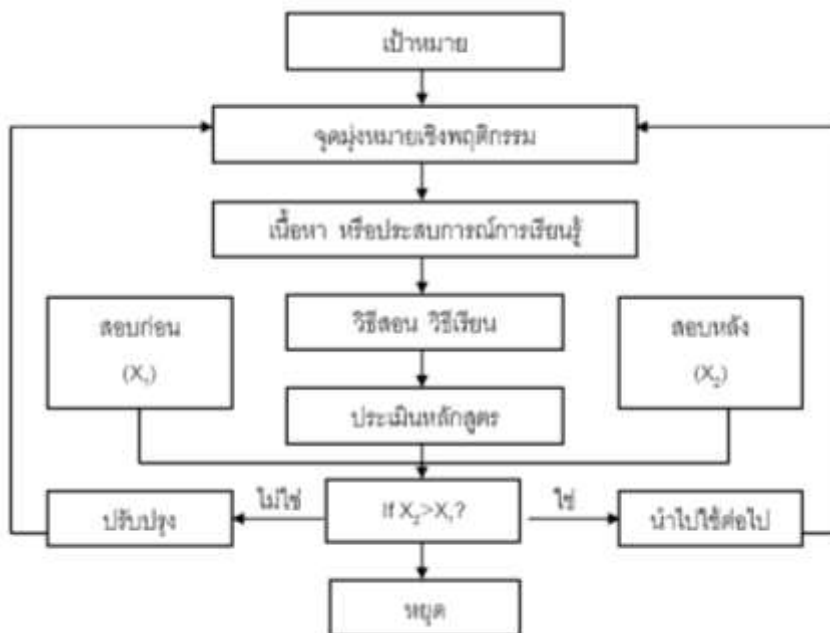 เป้าหมาย
จุดมุ่งหมายเชิงพฤติกรรม
เนื้อหา หรือประสบการณ์การเรียนรู้
สอบก่อน
(X₁)
วิธีสอน วิธีเรียน
สอบหลัง
(X₂)
ประเมินหลักสูตร
ปรับปรุง
ไม่ใช่
If X₂>X₁?
ใช่
นำไปใช้ต่อไป
หยุด